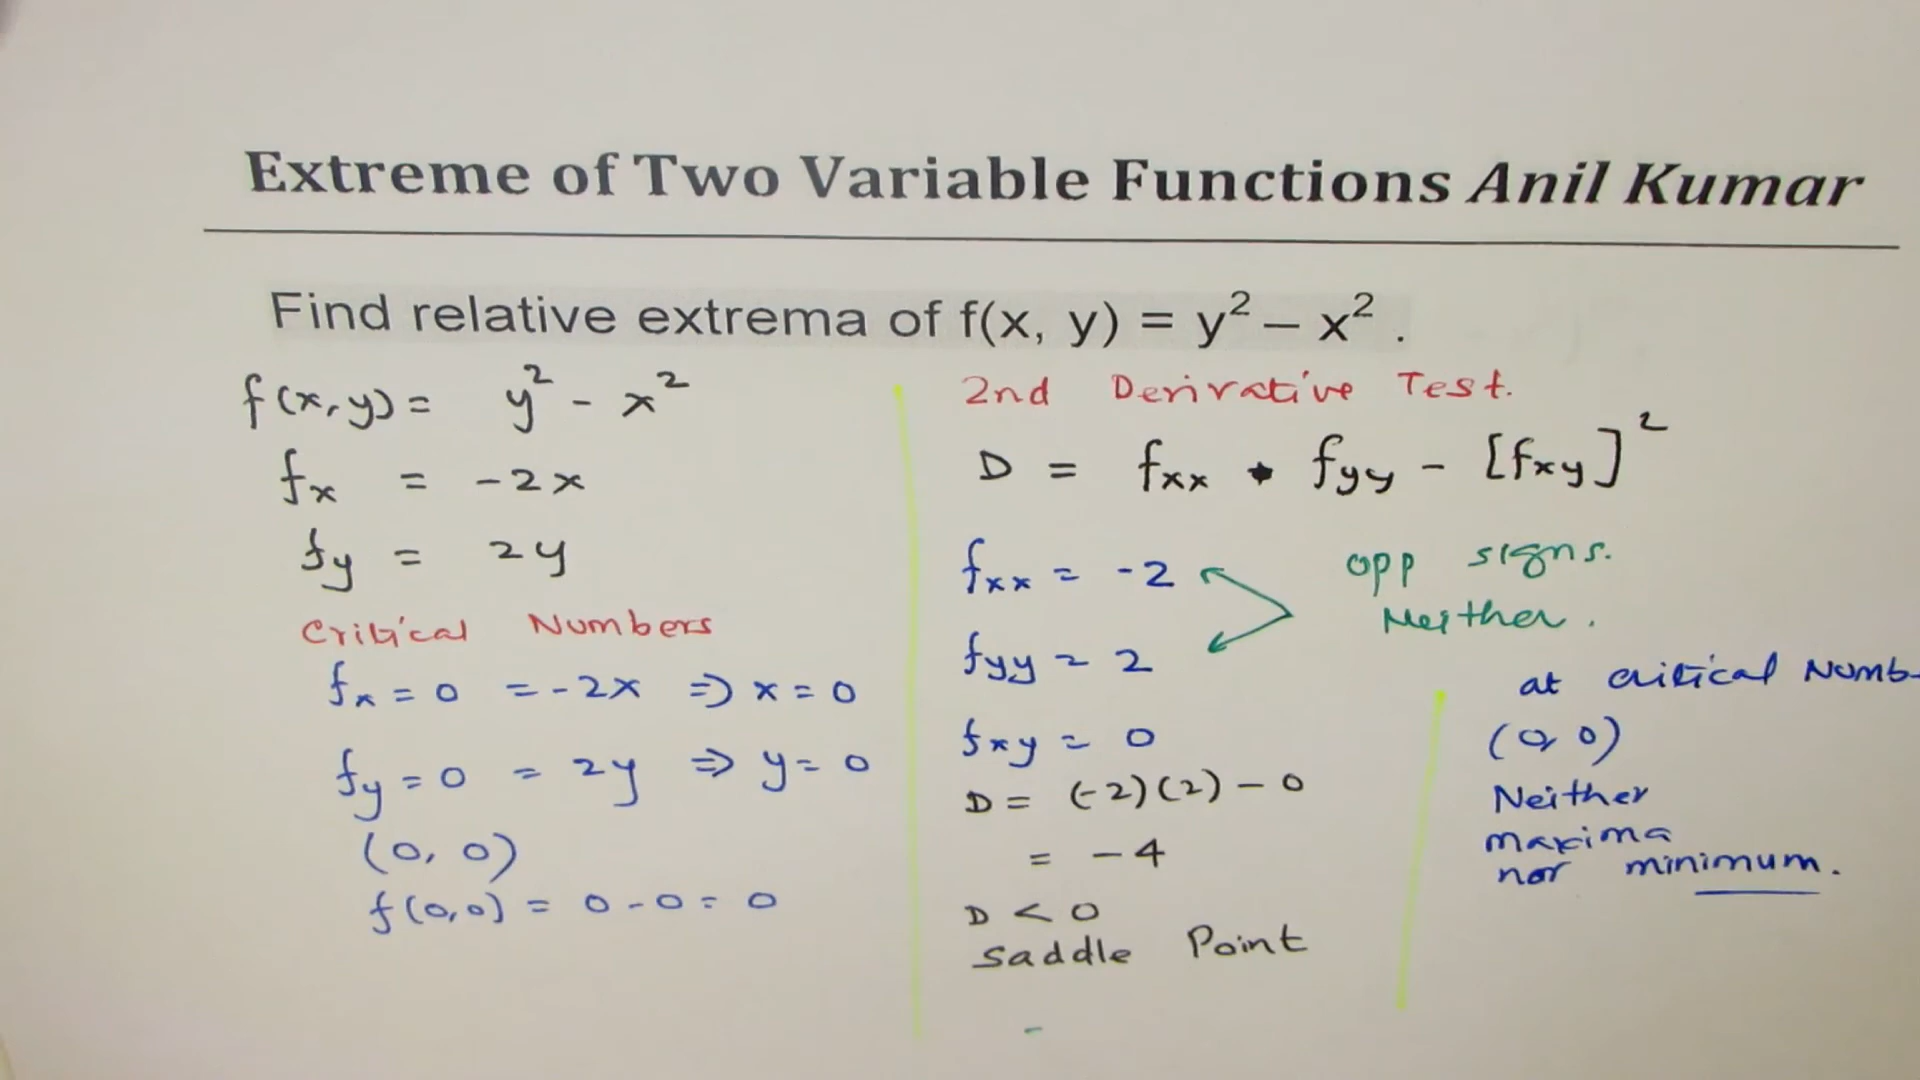 Extreme of Two Variable Functions Anil Kumar
Find relative extrema of f(x, y) = y² – x² .
f(x,y) = y² - x²
fx = -2x
fy = 2y
Critical Numbers
fx = 0 = -2x ⇒ x = 0
fy = 0 = 2y ⇒ y = 0
(0, 0)
f(0,0) = 0 - 0 = 0
2nd Derivative Test.
D = fxx • fyy - [fxy]²
fxx = -2
fyy = 2
opp signs.
Neither.
fxy = 0
D = (-2)(2) - 0
= -4
D < 0
Saddle Point
at critical Numb
(0, 0)
Neither
maxima
nor minimum.